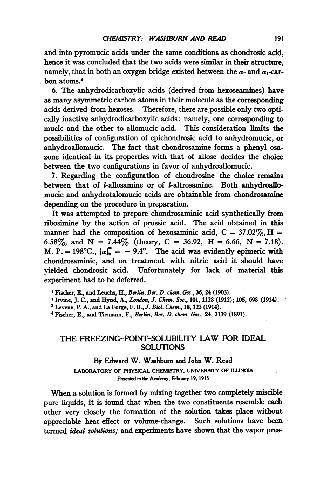 CHEMISTRY: WASHBURN AND READ 191
and into pyromucic acids under the same conditions as chondrosic acid,
hence it was concluded that the two acids were similar in their structure,
namely, that in both an oxygen bridge existed between the α- and α₁-car-
bon atoms.⁴
6. The anhydrodicarboxylic acids (derived from hexoseamines) have
as many asymmetric carbon atoms in their molecule as the corresponding
acids derived from hexoses. Therefore, there are possible only two opti-
cally inactive anhydrodicarboxylic acids: namely, one corresponding to
mucic and the other to allomucic acid. This consideration limits the
possibilities of configuration of epichondrosic acid to anhydromucic, or
anhydroallomucic. The fact that chondrosamine forms a phenyl osa-
zone identical in its properties with that of altose decides the choice
between the two configurations in favor of anhydroallomucic.
7. Regarding the configuration of chondrosine the choice remains
between that of l-allosamine or of l-altrosamine. Both anhydroallo-
mucic and anhydrotalomucic acids are obtainable from chondrosamine
depending on the procedure in preparation.
It was attempted to prepare chondrosaminic acid synthetically from
ribosimine by the action of prussic acid. The acid obtained in this
manner had the composition of hexosaminic acid, C = 37.02%, H =
6.58%, and N = 7.44% (theory, C = 36.92, H = 6.66, N = 7.18).
M. P. = 198°C., = − 9.4°. The acid was evidently epimeric with
chondrosaminic, and on treatment with nitric acid it should have
yielded chondrosic acid. Unfortunately for lack of material this
experiment had to be deferred.
¹ Fischer, E., and Leuchs, H., Berlin, Ber. D. chem. Ges., 36, 24 (1903).
² Irvine, J. C., and Hynd, A., London, J. Chem. Soc., 101, 1128 (1912); 105, 698 (1914).
³ Levene, P. A., and La Forge, F. B., J. Biol. Chem., 18, 123 (1914).
⁴ Fischer, E., and Tiemann, F., Berlin, Ber. D. chem. Ges., 24, 2139 (1891).
THE FREEZING-POINT-SOLUBILITY LAW FOR IDEAL
SOLUTIONS
By Edward W. Washburn and John W. Read
LABORATORY OF PHYSICAL CHEMISTRY, UNIVERSITY OF ILLINOIS
Presented to the Academy, February 19, 1915
When a solution is formed by mixing together two completely miscible
pure liquids, it is found that when the two constituents resemble each
other very closely the formation of the solution takes place without
appreciable heat effect or volume-change. Such solutions have been
termed ideal solutions; and experiments have shown that the vapor pres-